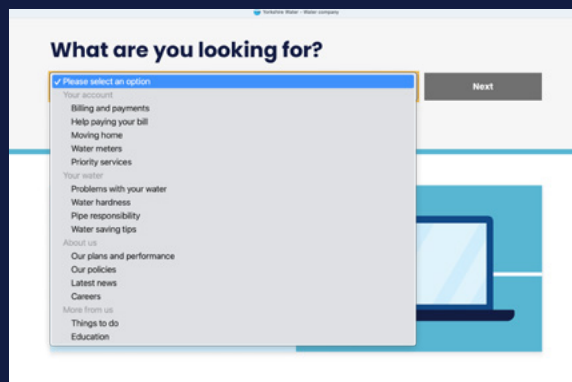 Yorkshire Water - Water company
What are you looking for?
✓ Please select an option
Next
Your account
Billing and payments
Help paying your bill
Moving home
Water meters
Priority services
Your water
Problems with your water
Water hardness
Pipe responsibility
Water saving tips
About us
Our plans and performance
Our policies
Latest news
Careers
More from us
Things to do
Education